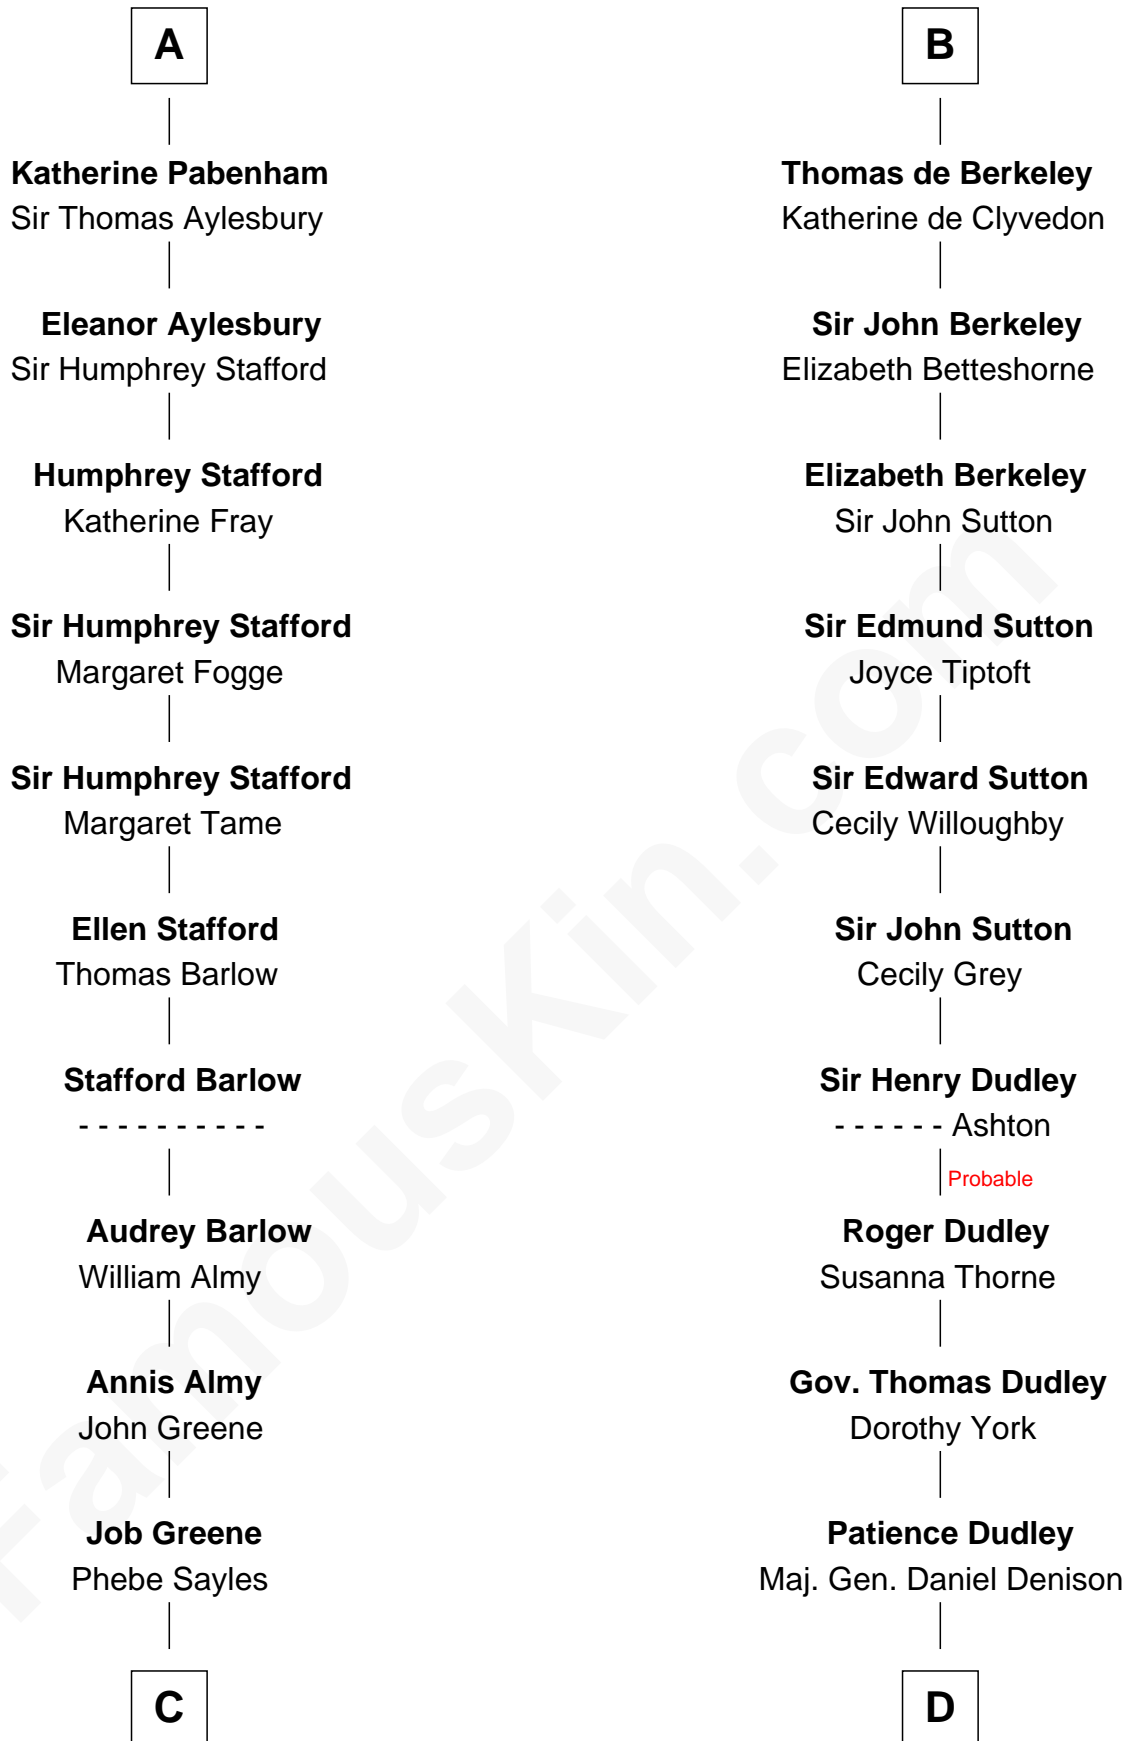 A
Katherine Pabenham
Sir Thomas Aylesbury
Eleanor Aylesbury
Sir Humphrey Stafford
Humphrey Stafford
Katherine Fray
Sir Humphrey Stafford
Margaret Fogge
Sir Humphrey Stafford
Margaret Tame
Ellen Stafford
Thomas Barlow
Stafford Barlow
- - - - - - - - - -
Audrey Barlow
William Almy
Annis Almy
John Greene
Job Greene
Phebe Sayles
C
B
Thomas de Berkeley
Katherine de Clyvedon
Sir John Berkeley
Elizabeth Betteshorne
Elizabeth Berkeley
Sir John Sutton
Sir Edmund Sutton
Joyce Tiptoft
Sir Edward Sutton
Cecily Willoughby
Sir John Sutton
Cecily Grey
Sir Henry Dudley
- - - - - - Ashton
Probable
Roger Dudley
Susanna Thorne
Gov. Thomas Dudley
Dorothy York
Patience Dudley
Maj. Gen. Daniel Denison
D
FamousKin.com